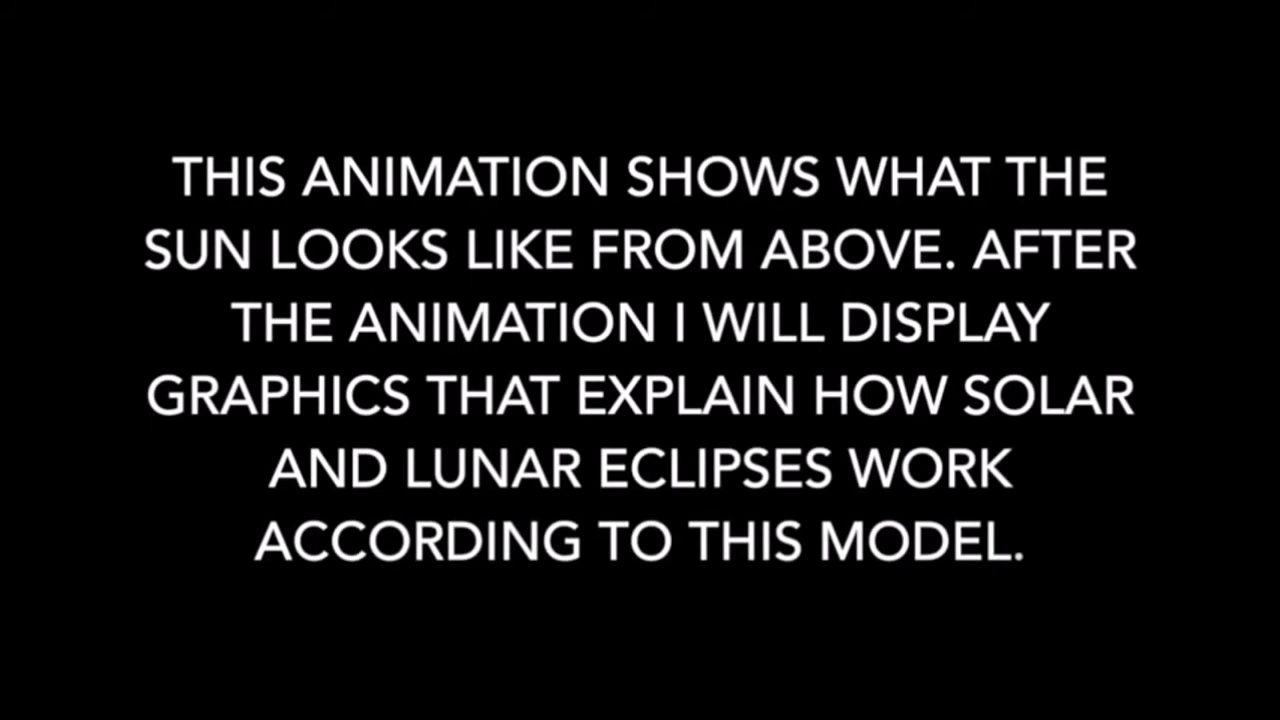 THIS ANIMATION SHOWS WHAT THE
SUN LOOKS LIKE FROM ABOVE. AFTER
THE ANIMATION I WILL DISPLAY
GRAPHICS THAT EXPLAIN HOW SOLAR
AND LUNAR ECLIPSES WORK
ACCORDING TO THIS MODEL.